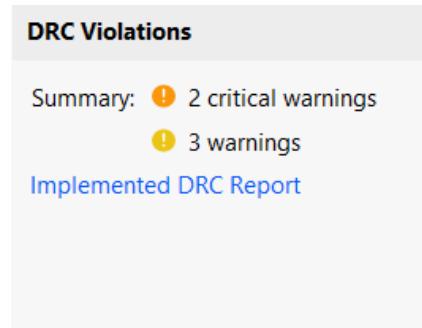 DRC Violations
Summary: 2 critical warnings
3 warnings
Implemented DRC Report